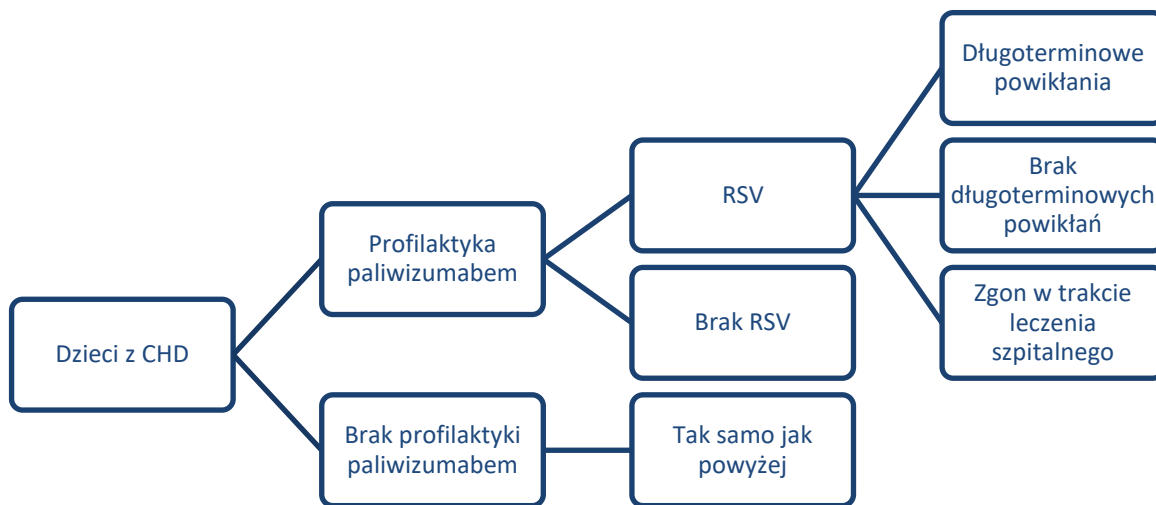 Dzieci z CHD
Profilaktyka
paliwizumabem
Brak profilaktyki
paliwizumabem
RSV
Brak RSV
Tak samo jak
powyżej
Długoterminowe
powikłania
Brak
długoterminowych
powikłań
Zgon w trakcie
leczenia
szpitalnego